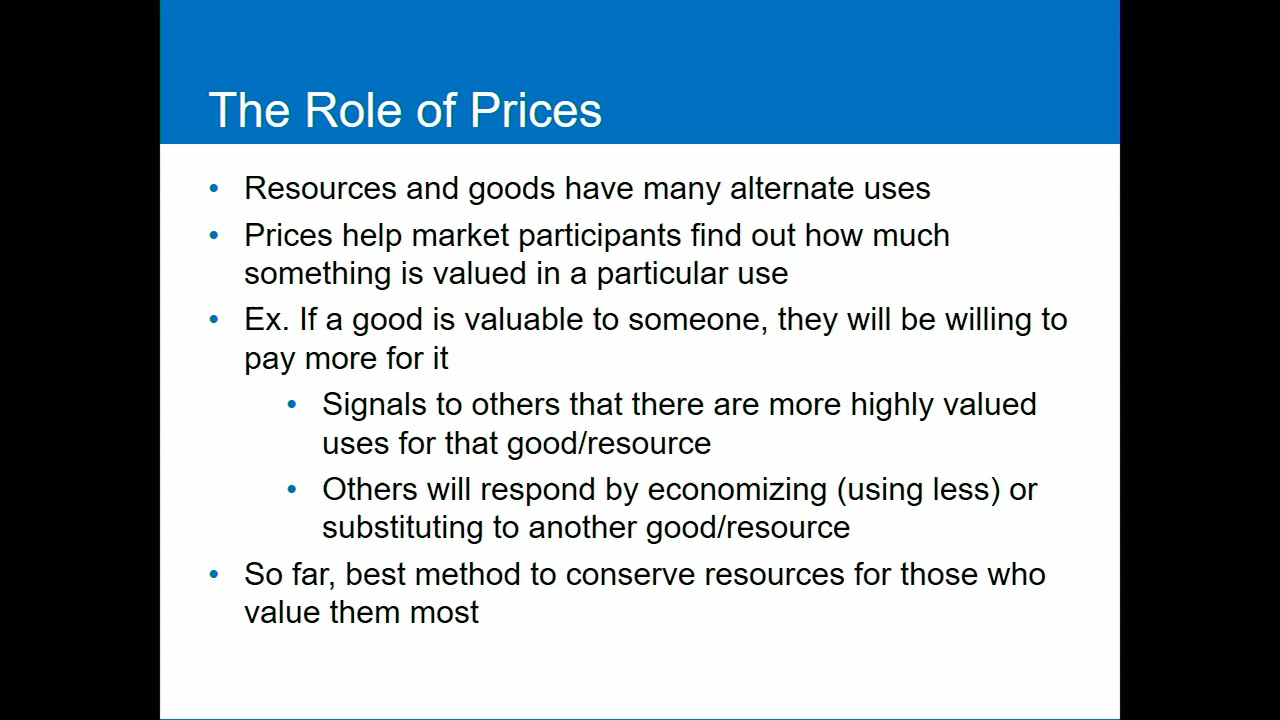 The Role of Prices
• Resources and goods have many alternate uses
• Prices help market participants find out how much
something is valued in a particular use
• Ex. If a good is valuable to someone, they will be willing to
pay more for it
• Signals to others that there are more highly valued
uses for that good/resource
• Others will respond by economizing (using less) or
substituting to another good/resource
• So far, best method to conserve resources for those who
value them most